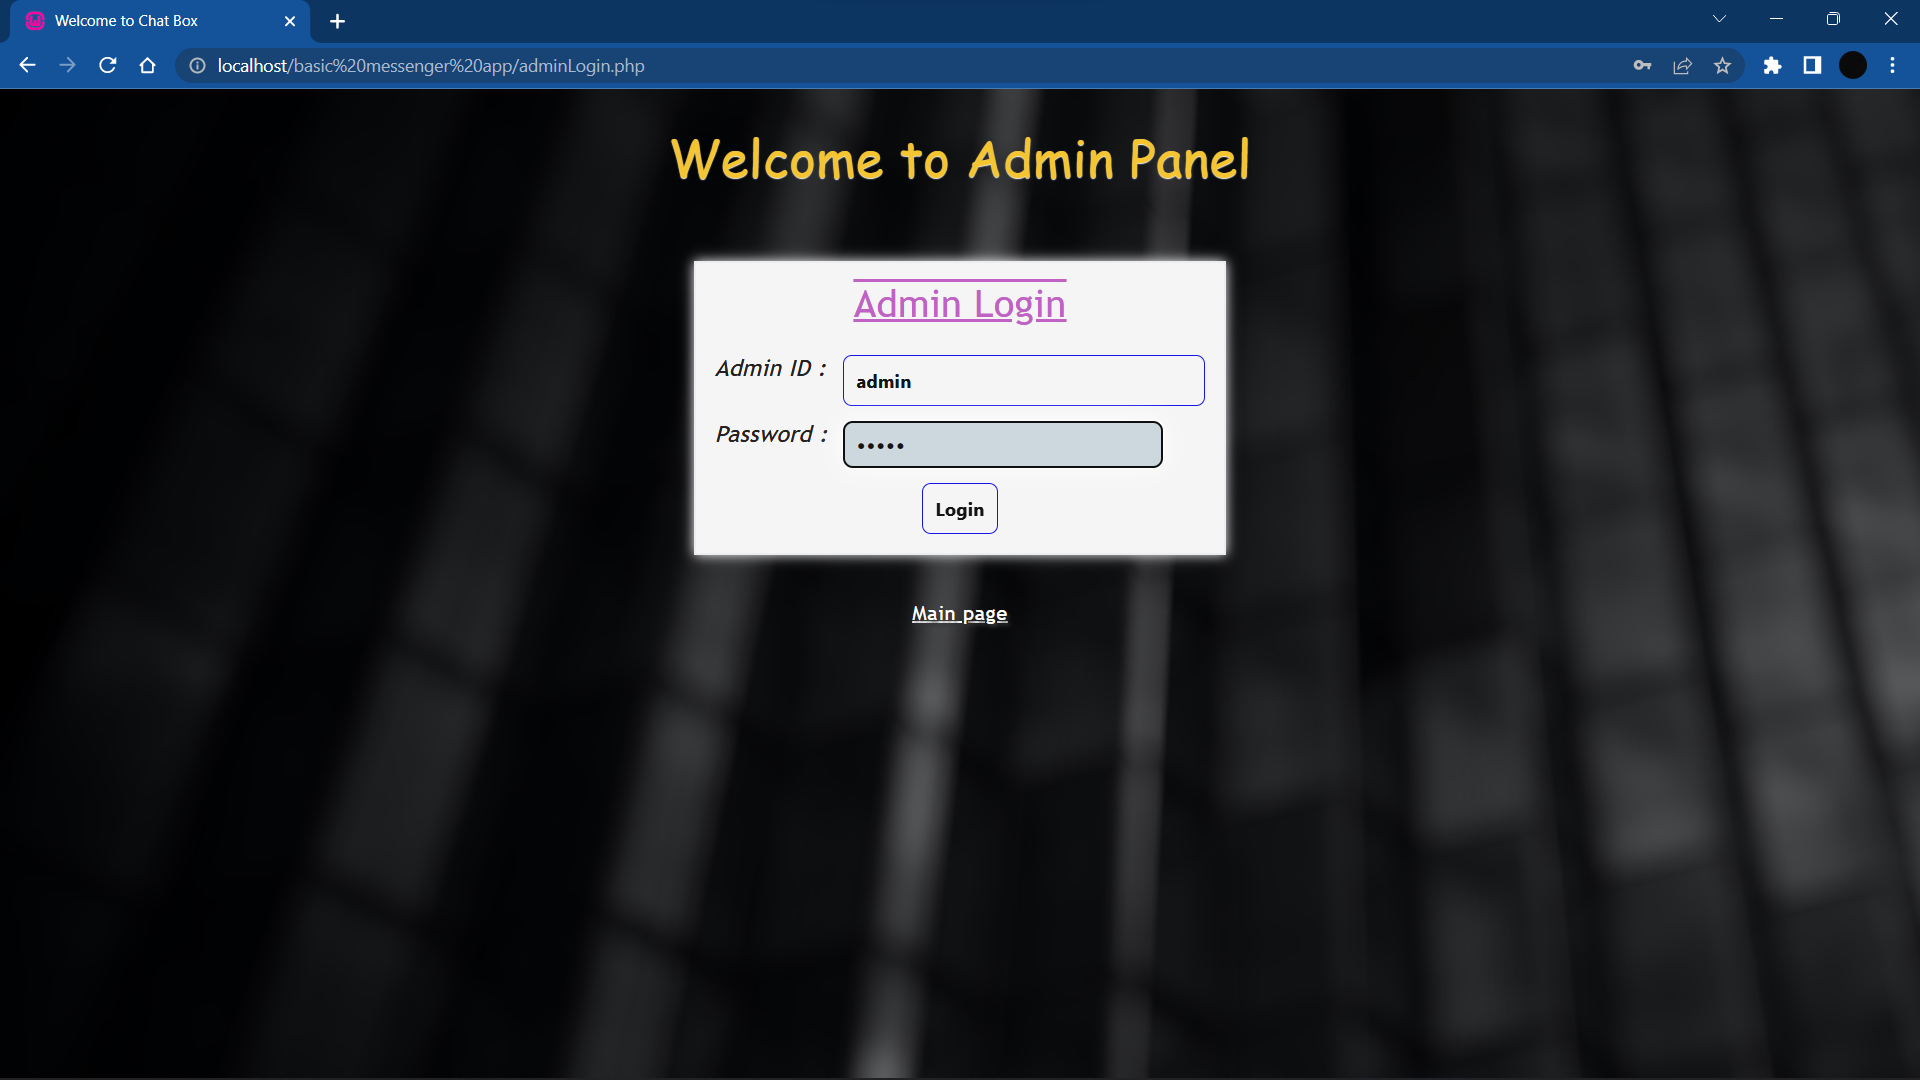 Welcome to Chat Box
localhost/basic%20messenger%20app/adminLogin.php
Welcome to Admin Panel
Admin Login
Admin ID :
admin
Password :
•••••
Login
Main page